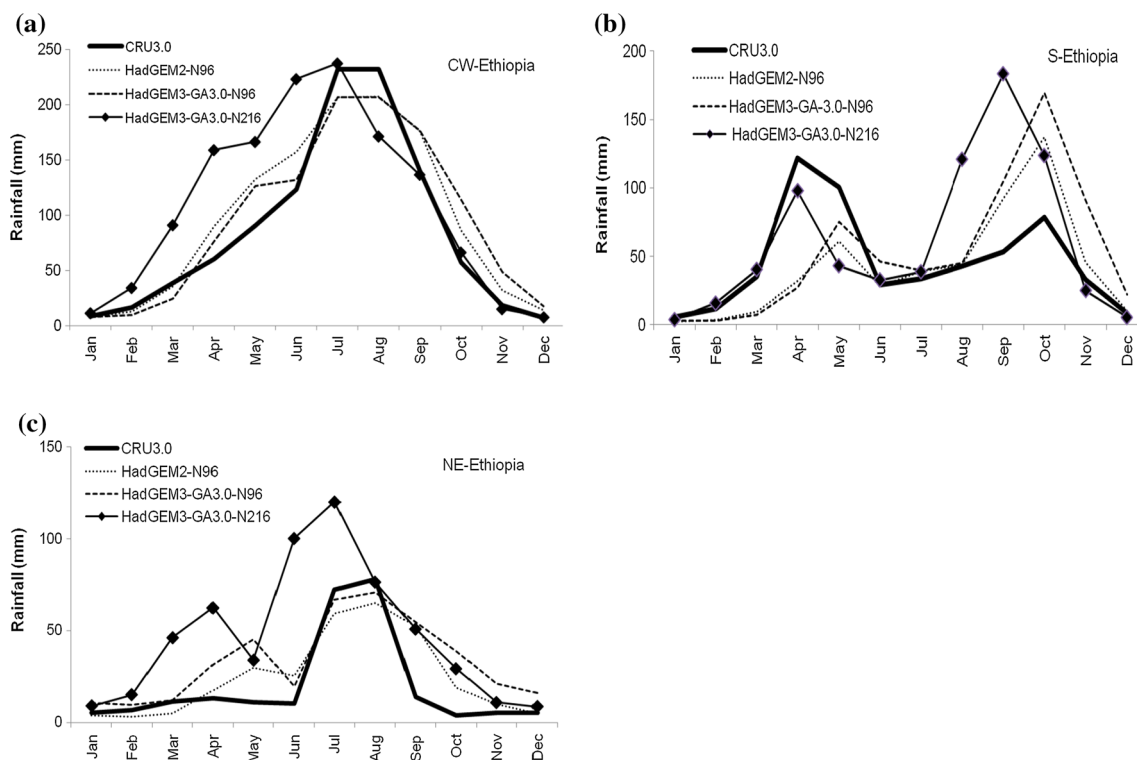 (a)
250
200
150
100
50
0
Rainfall (mm)
CRU3.0
HadGEM2-N96
HadGEM3-GA3.0-N96
HadGEM3-GA3.0-N216
CW-Ethiopia
Jan
Feb
Mar
Apr
May
Jun
Jul
Aug
Sep
Oct
Nov
Dec
(b)
200
150
100
50
0
Rainfall (mm)
CRU3.0
HadGEM2-N96
HadGEM3-GA-3.0-N96
HadGEM3-GA3.0-N216
S-Ethiopia
Jan
Feb
Mar
Apr
May
Jun
Jul
Aug
Sep
Oct
Nov
Dec
(c)
150
100
50
0
Rainfall (mm)
CRU3.0
HadGEM2-N96
HadGEM3-GA3.0-N96
HadGEM3-GA3.0-N216
NE-Ethiopia
Jan
Feb
Mar
Apr
May
Jun
Jul
Aug
Sep
Oct
Nov
Dec